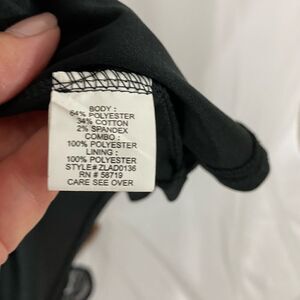 BODY :
64% POLYESTER
34% COTTON
2% SPANDEX
COMBO :
100% POLYESTER
LINING :
100% POLYESTER
STYLE# ZLAD0136
RN # 58719
CARE SEE OVER